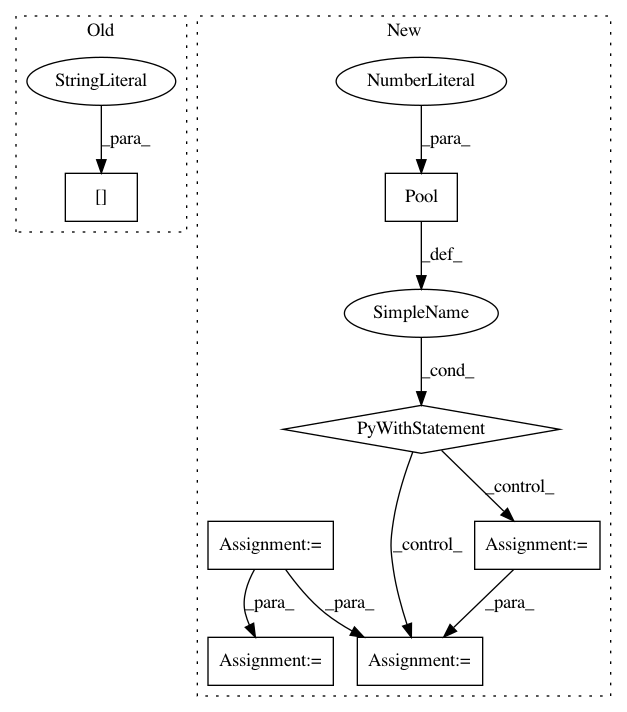 Old
New
StringLiteral
NumberLiteral
_para_
_para_
[]
Pool
_def_
SimpleName
_cond_
PyWithStatement
_control_
_control_
Assignment:=
Assignment:=
_para_
_para_
_para_
Assignment:=
Assignment:=